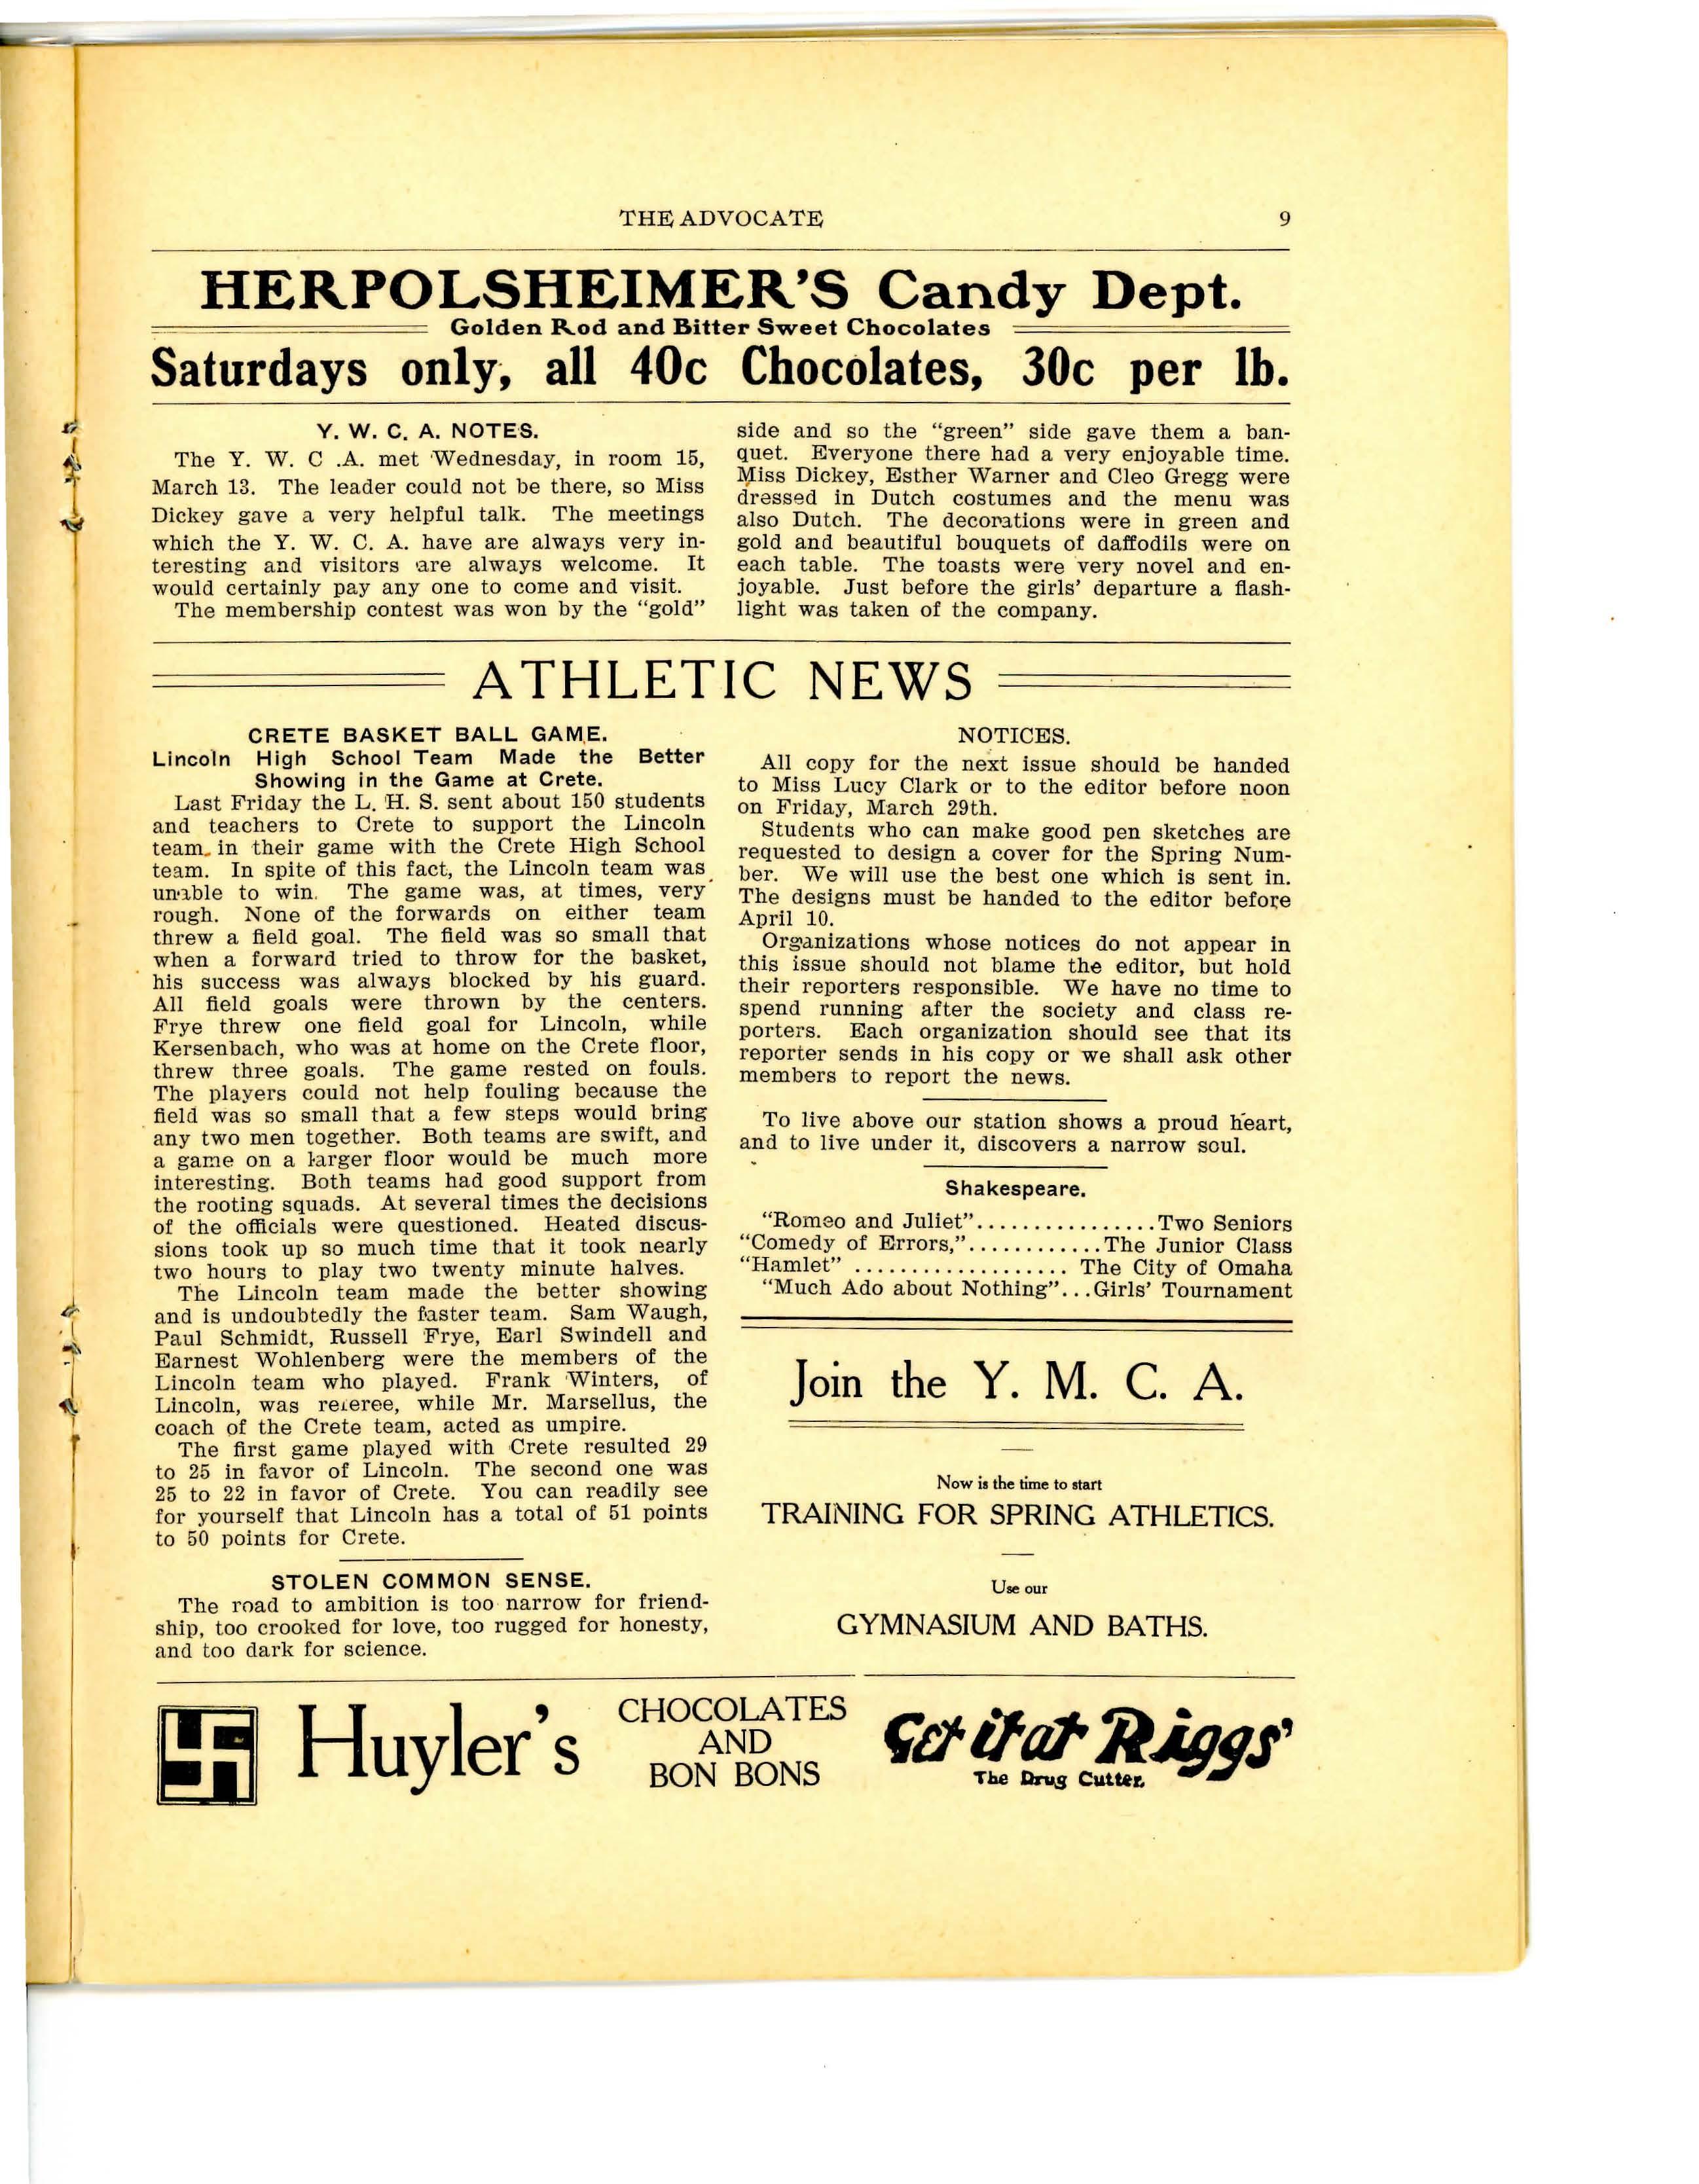 THE ADVOCATE
9
HERPOLSHEIMER'S Candy Dept.
Golden Rod and Bitter Sweet Chocolates
Saturdays only, all 40c Chocolates, 30c per lb.
Y. W. C. A. NOTES.
The Y. W. C .A. met Wednesday, in room 15,
March 13. The leader could not be there, so Miss
Dickey gave a very helpful talk. The meetings
which the Y. W. C. A. have are always very in-
teresting and visitors are always welcome. It
would certainly pay any one to come and visit.
The membership contest was won by the "gold"
side and so the "green" side gave them a ban-
quet. Everyone there had a very enjoyable time.
Miss Dickey, Esther Warner and Cleo Gregg were
dressed in Dutch costumes and the menu was
also Dutch. The decorations were in green and
gold and beautiful bouquets of daffodils were on
each table. The toasts were very novel and en-
joyable. Just before the girls' departure a flash-
light was taken of the company.
ATHLETIC NEWS
CRETE BASKET BALL GAME.
Lincoln High School Team Made the Better
Showing in the Game at Crete.
Last Friday the L. H. S. sent about 150 students
and teachers to Crete to support the Lincoln
team in their game with the Crete High School
team. In spite of this fact, the Lincoln team was
unable to win. The game was, at times, very
rough. None of the forwards on either team
threw a field goal. The field was so small that
when a forward tried to throw for the basket,
his success was always blocked by his guard.
All field goals were thrown by the centers.
Frye threw one field goal for Lincoln, while
Kersenbach, who was at home on the Crete floor,
threw three goals. The game rested on fouls.
The players could not help fouling because the
field was so small that a few steps would bring
any two men together. Both teams are swift, and
a game on a larger floor would be much more
interesting. Both teams had good support from
the rooting squads. At several times the decisions
of the officials were questioned. Heated discus-
sions took up so much time that it took nearly
two hours to play two twenty minute halves.
The Lincoln team made the better showing
and is undoubtedly the faster team. Sam Waugh,
Paul Schmidt, Russell Frye, Earl Swindell and
Earnest Wohlenberg were the members of the
Lincoln team who played. Frank Winters, of
Lincoln, was referee, while Mr. Marsellus, the
coach of the Crete team, acted as umpire.
The first game played with Crete resulted 29
to 25 in favor of Lincoln. The second one was
25 to 22 in favor of Crete. You can readily see
for yourself that Lincoln has a total of 51 points
to 50 points for Crete.
STOLEN COMMON SENSE.
The road to ambition is too narrow for friend-
ship, too crooked for love, too rugged for honesty,
and too dark for science.
NOTICES.
All copy for the next issue should be handed
to Miss Lucy Clark or to the editor before noon
on Friday, March 29th.
Students who can make good pen sketches are
requested to design a cover for the Spring Num-
ber. We will use the best one which is sent in.
The designs must be handed to the editor before
April 10.
Organizations whose notices do not appear in
this issue should not blame the editor, but hold
their reporters responsible. We have no time to
spend running after the society and class re-
porters. Each organization should see that its
reporter sends in his copy or we shall ask other
members to report the news.
To live above our station shows a proud heart,
and to live under it, discovers a narrow soul.
Shakespeare.
"Romeo and Juliet"................Two Seniors
"Comedy of Errors,"............The Junior Class
"Hamlet" ................... The City of Omaha
"Much Ado about Nothing"...Girls' Tournament
Join the Y. M. C. A.
Now is the time to start
TRAINING FOR SPRING ATHLETICS.
Use our
GYMNASIUM AND BATHS.
Huyler's
CHOCOLATES
AND
BON BONS
Get it at Riggs'
The Drug Cutter.